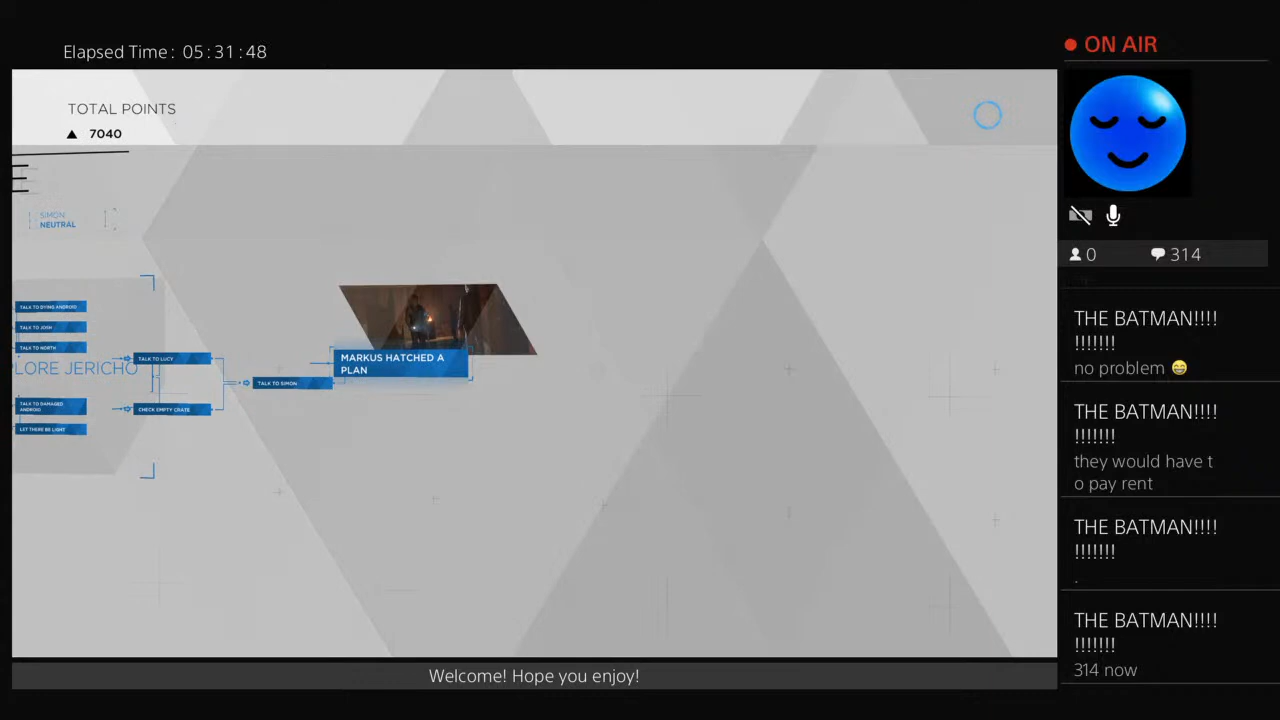 Elapsed Time: 05:31:48
ON AIR
TOTAL POINTS
7040
SIMON
NEUTRAL
TALK TO DYING ANDROID
TALK TO JOSH
TALK TO NORTH
PLORE JERICHO
TALK TO DAMAGED
ANDROID
LET THERE BE LIGHT
TALK TO LUCY
CHECK EMPTY CRATE
TALK TO SIMON
MARKUS HATCHED A
PLAN
0
314
THE BATMAN!!!!
!!!!!!!
no problem 😁
THE BATMAN!!!!
!!!!!!!
they would have t
o pay rent
THE BATMAN!!!!
!!!!!!!
.
THE BATMAN!!!!
!!!!!!!
314 now
Welcome! Hope you enjoy!